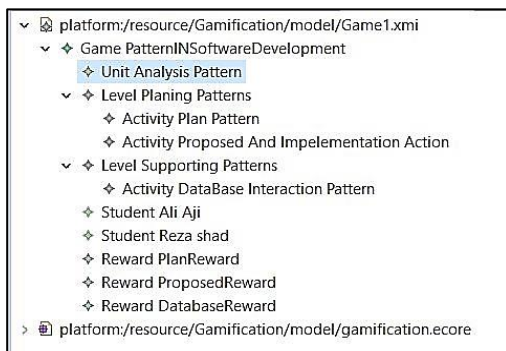 platform:/resource/Gamification/model/Game1.xmi
Game PatternINSoftwareDevelopment
Unit Analysis Pattern
Level Planing Patterns
Activity Plan Pattern
Activity Proposed And Impelementation Action
Level Supporting Patterns
Activity DataBase Interaction Pattern
Student Ali Aji
Student Reza shad
Reward PlanReward
Reward ProposedReward
Reward DatabaseReward
platform:/resource/Gamification/model/gamification.ecore